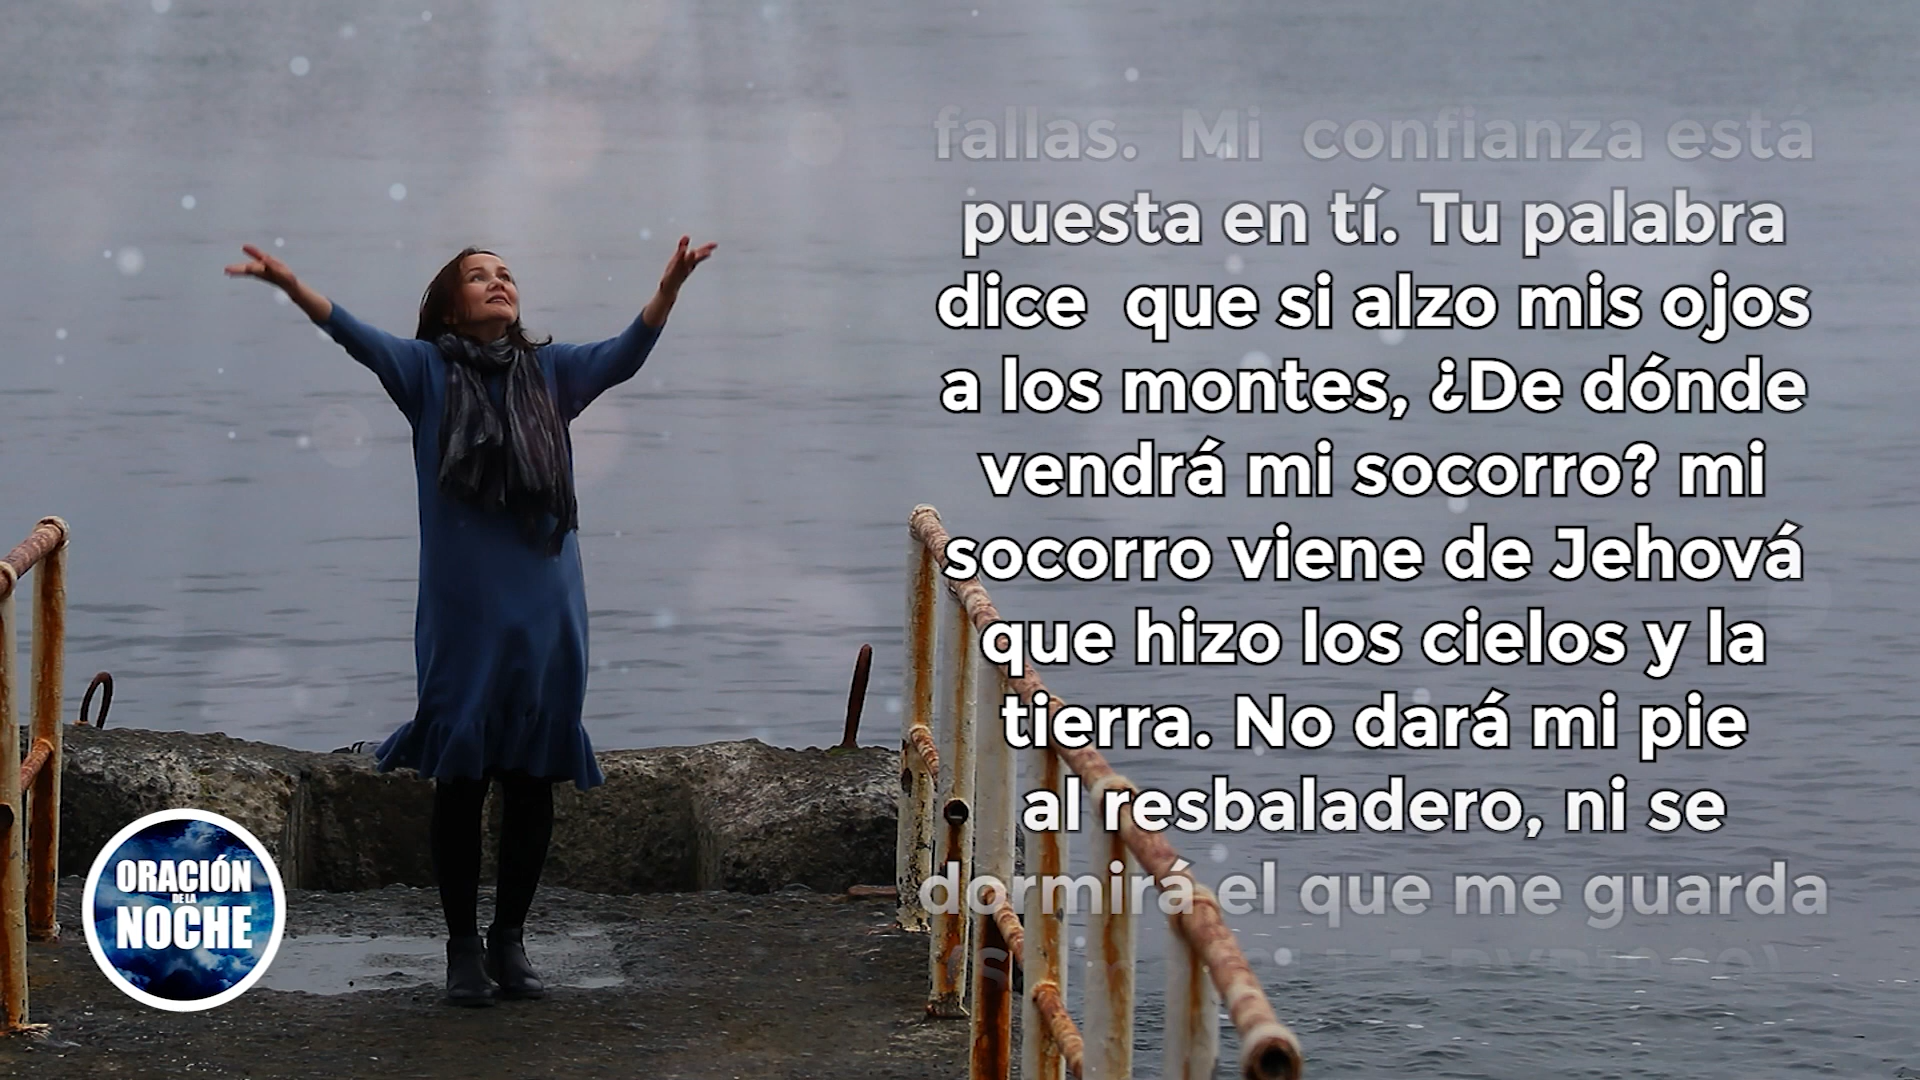 fallas.  Mi  confianza está
puesta en tí. Tu palabra
dice  que si alzo mis ojos
a los montes, ¿De dónde
vendrá mi socorro? mi
socorro viene de Jehová
que hizo los cielos y la
tierra. No dará mi pie
al resbaladero, ni se
dormirá el que me guarda
ORACIÓN
DE LA
NOCHE